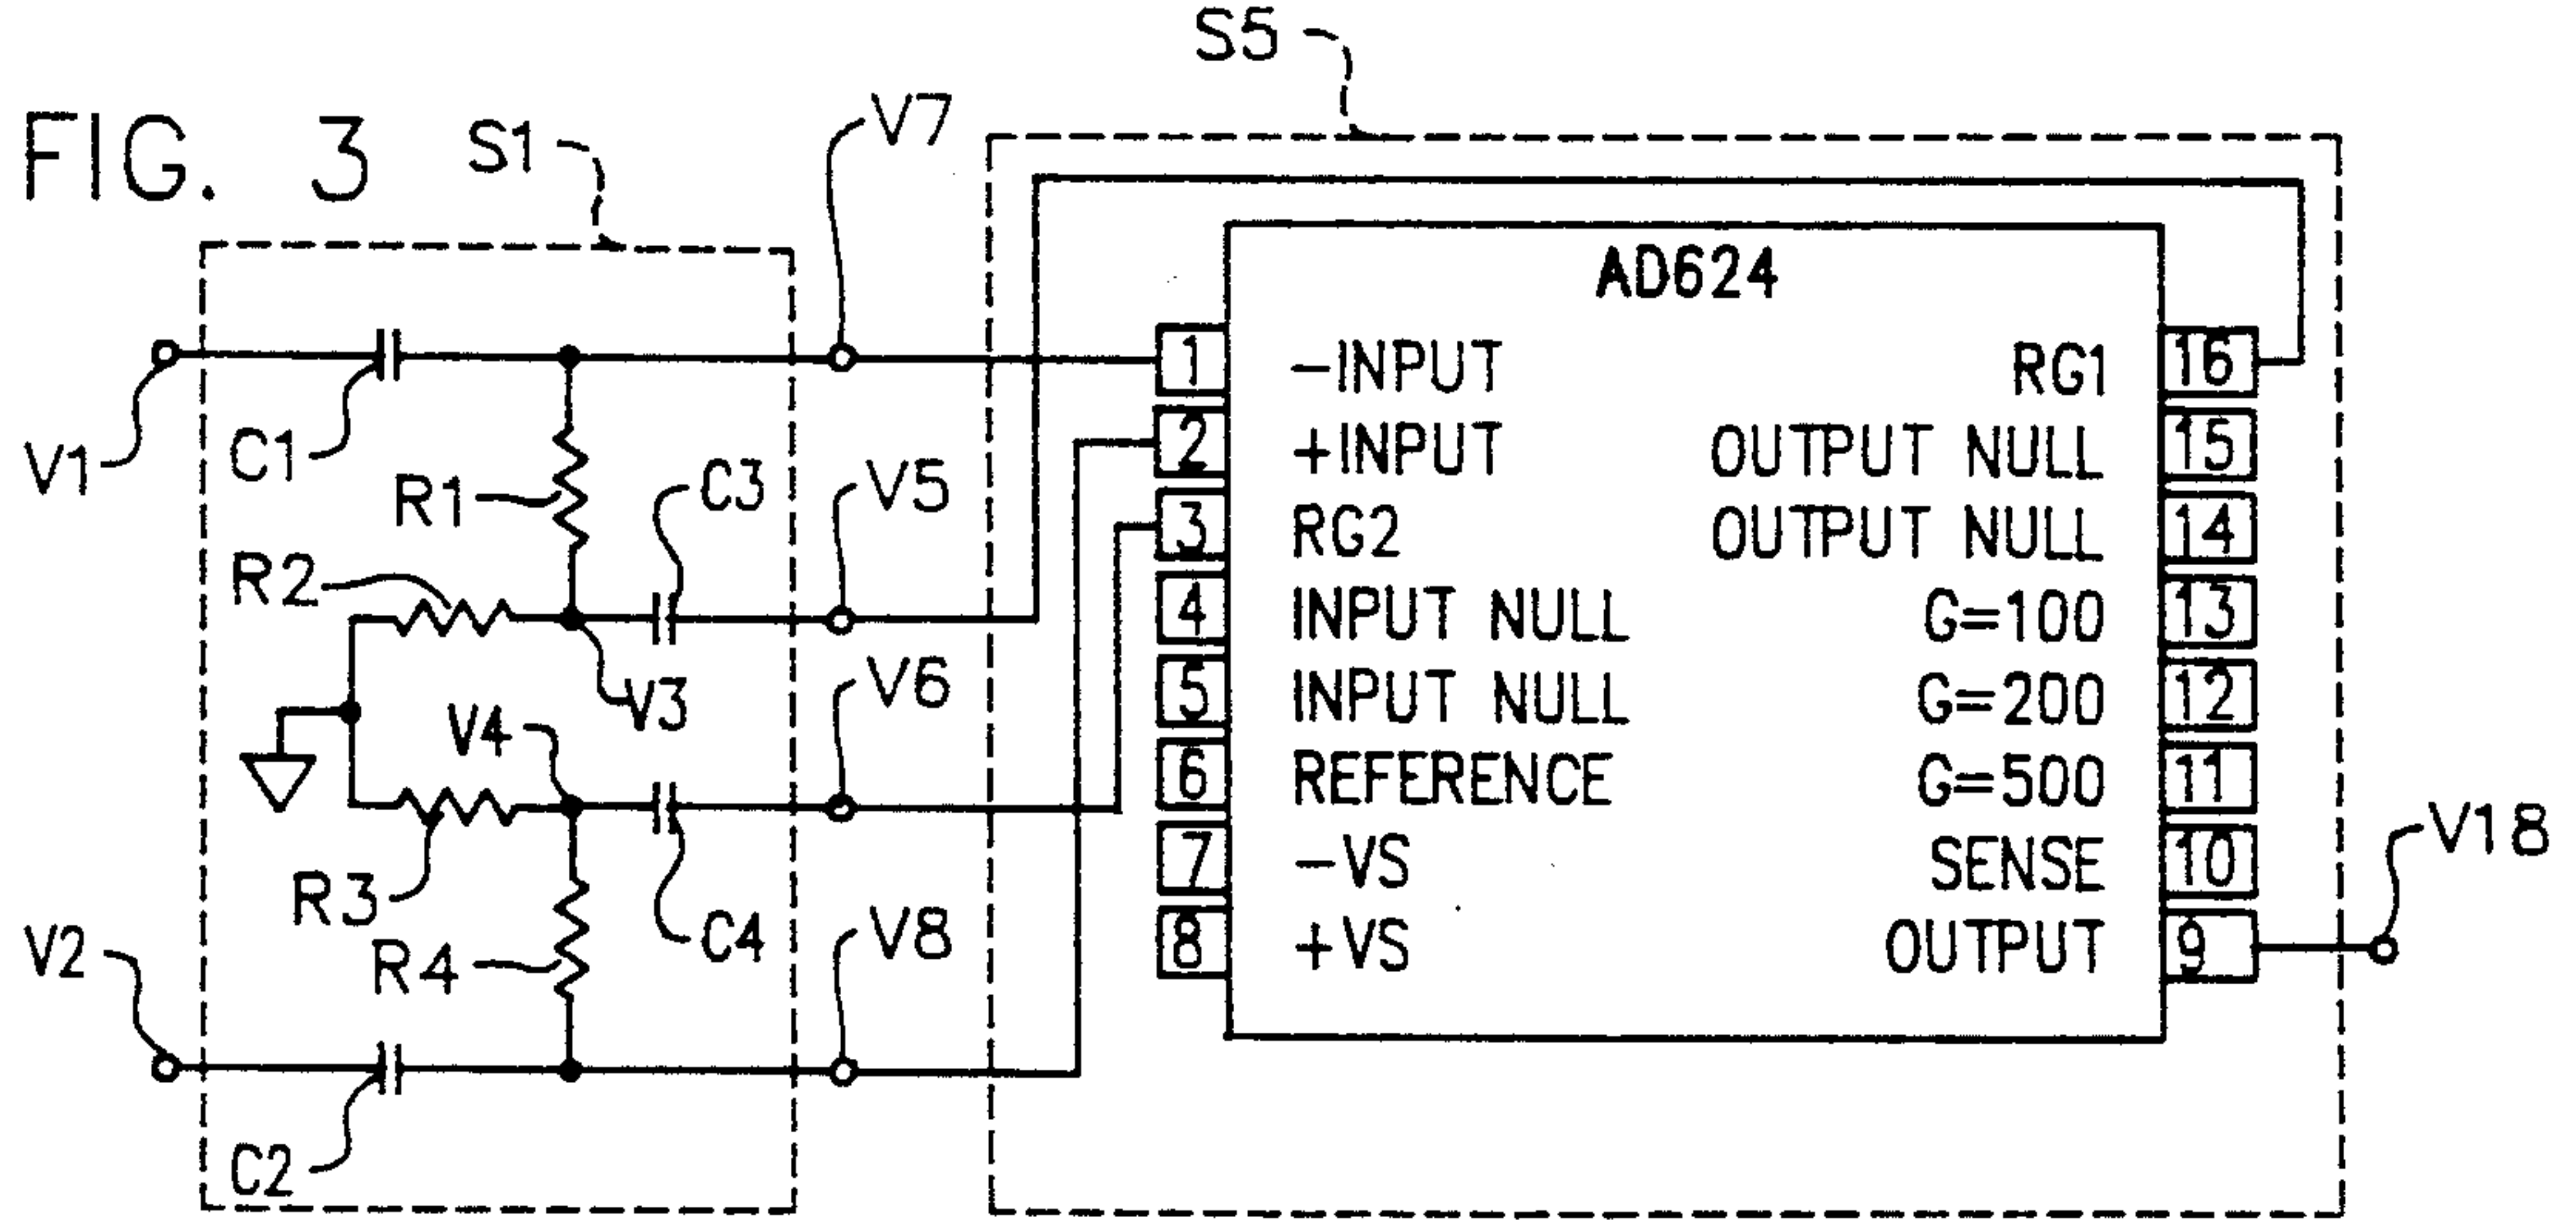 FIG. 3
S1
S5
V7
V1
C1
R1
C3
V5
R2
V3
V4
V6
R3
R4
C4
V8
V2
C2
AD624
1 -INPUT RG1 16
2 +INPUT OUTPUT NULL 15
3 RG2 OUTPUT NULL 14
4 INPUT NULL G=100 13
5 INPUT NULL G=200 12
6 REFERENCE G=500 11
7 -VS SENSE 10
8 +VS OUTPUT 9
V18